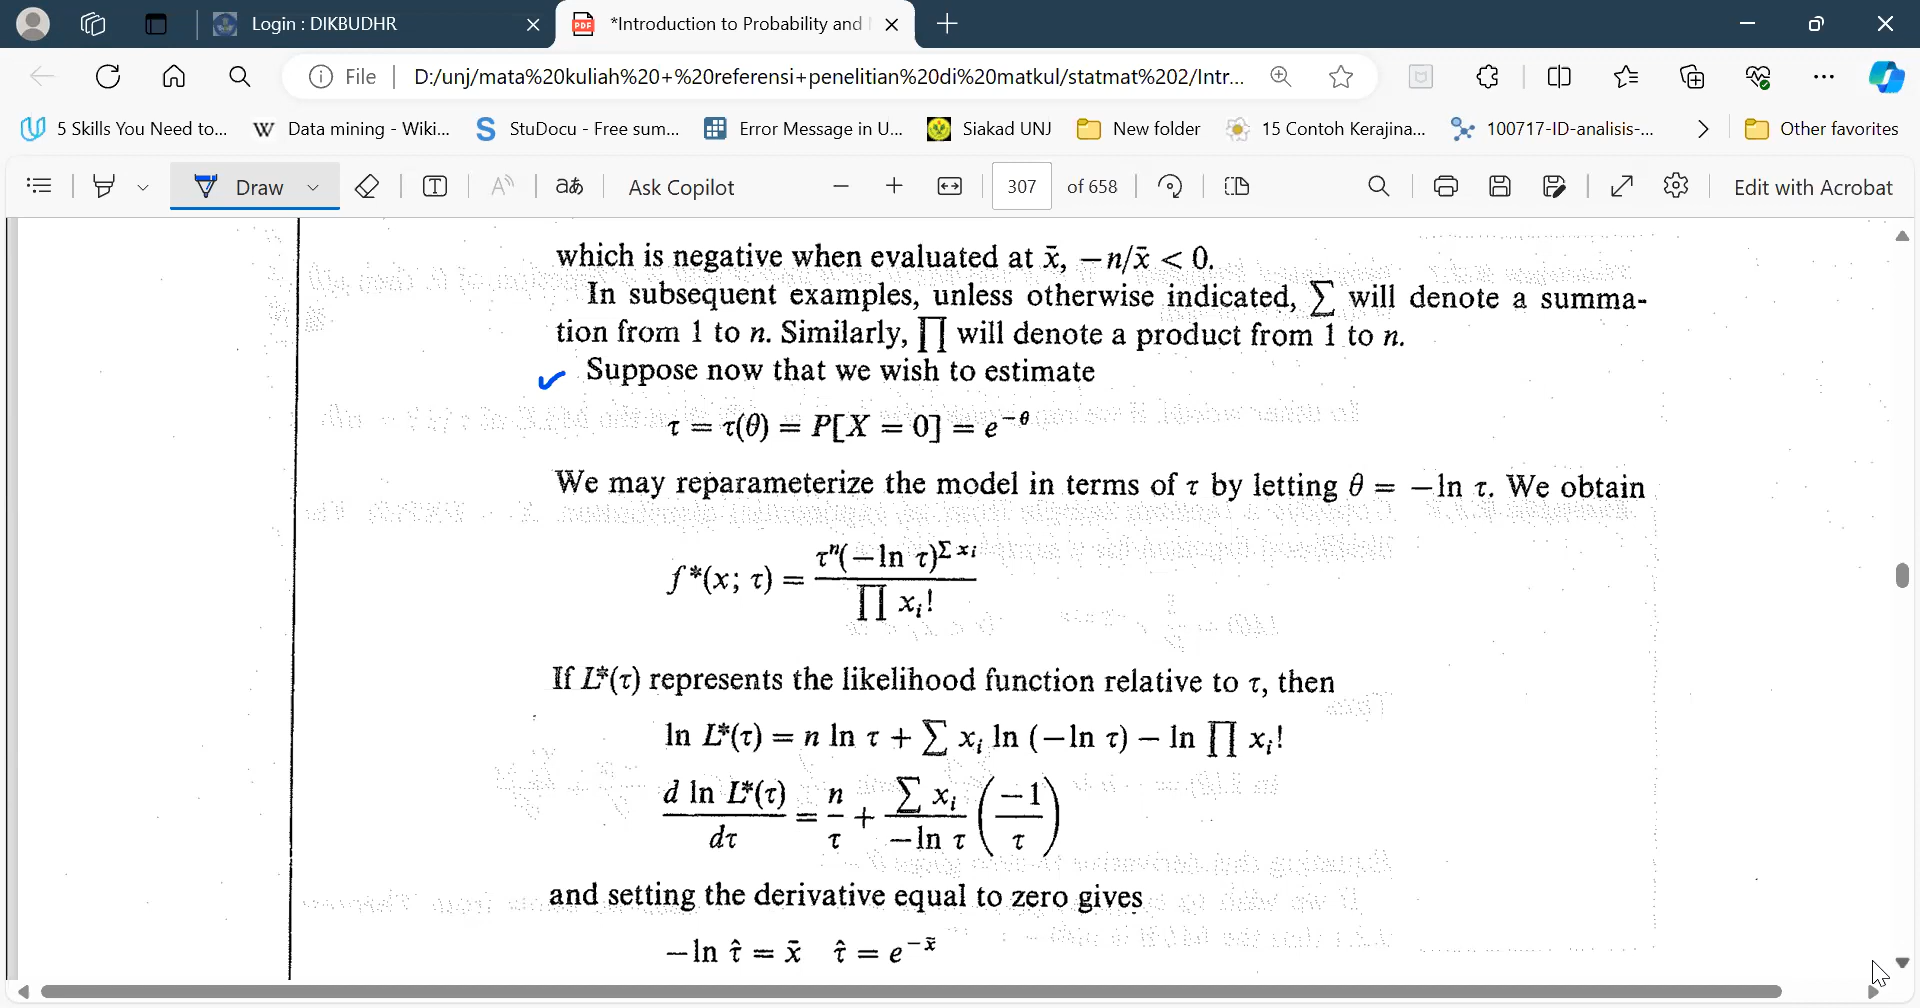 Login : DIKBUDHR
*Introduction to Probability and
File
D:/unj/mata%20kuliah%20+%20referensi+penelitian%20di%20matkul/statmat%202/Intr...
5 Skills You Need to...
W Data mining - Wiki...
S StuDocu - Free sum...
Error Message in U...
Siakad UNJ
New folder
15 Contoh Kerajina...
100717-ID-analisis-...
Other favorites
Draw
Ask Copilot
307 of 658
Edit with Acrobat
which is negative when evaluated at x̄, −n/x̄ < 0.
In subsequent examples, unless otherwise indicated, ∑ will denote a summa-
tion from 1 to n. Similarly, ∏ will denote a product from 1 to n.
Suppose now that we wish to estimate
τ = τ(θ) = P[X = 0] = e^{−θ}
We may reparameterize the model in terms of τ by letting θ = −ln τ. We obtain
f*(x; τ) = τ^n(−ln τ)^{∑ x_i} / ∏ x_i!
If L*(τ) represents the likelihood function relative to τ, then
ln L*(τ) = n ln τ + ∑ x_i ln (−ln τ) − ln ∏ x_i!
d ln L*(τ) / dτ = n/τ + ∑ x_i / −ln τ (−1/τ)
and setting the derivative equal to zero gives
−ln τ̂ = x̄ τ̂ = e^{−x̄}